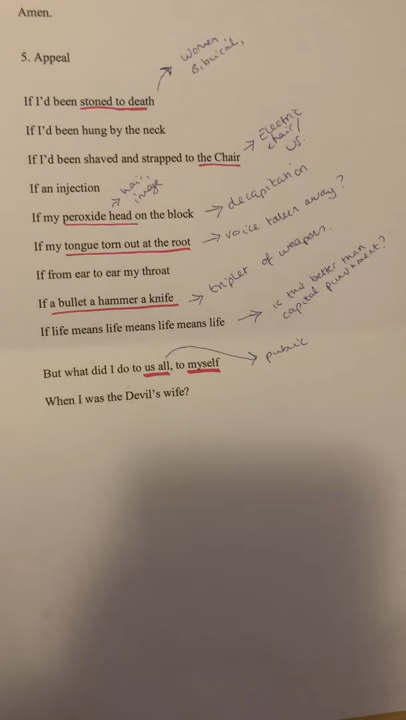 Amen.
5. Appeal
women,
Biblical,
If I'd been stoned to death
If I'd been hung by the neck
Electric
chair/
US.
If I'd been shaved and strapped to the Chair
If an injection
hair,
image
If my peroxide head on the block
decapitation
If my tongue torn out at the root
voice taken away?
If from ear to ear my throat
If a bullet a hammer a knife
triplet of weapons.
If life means life means life means life
is this better than
capital punishment?
But what did I do to us all, to myself
public
When I was the Devil's wife?